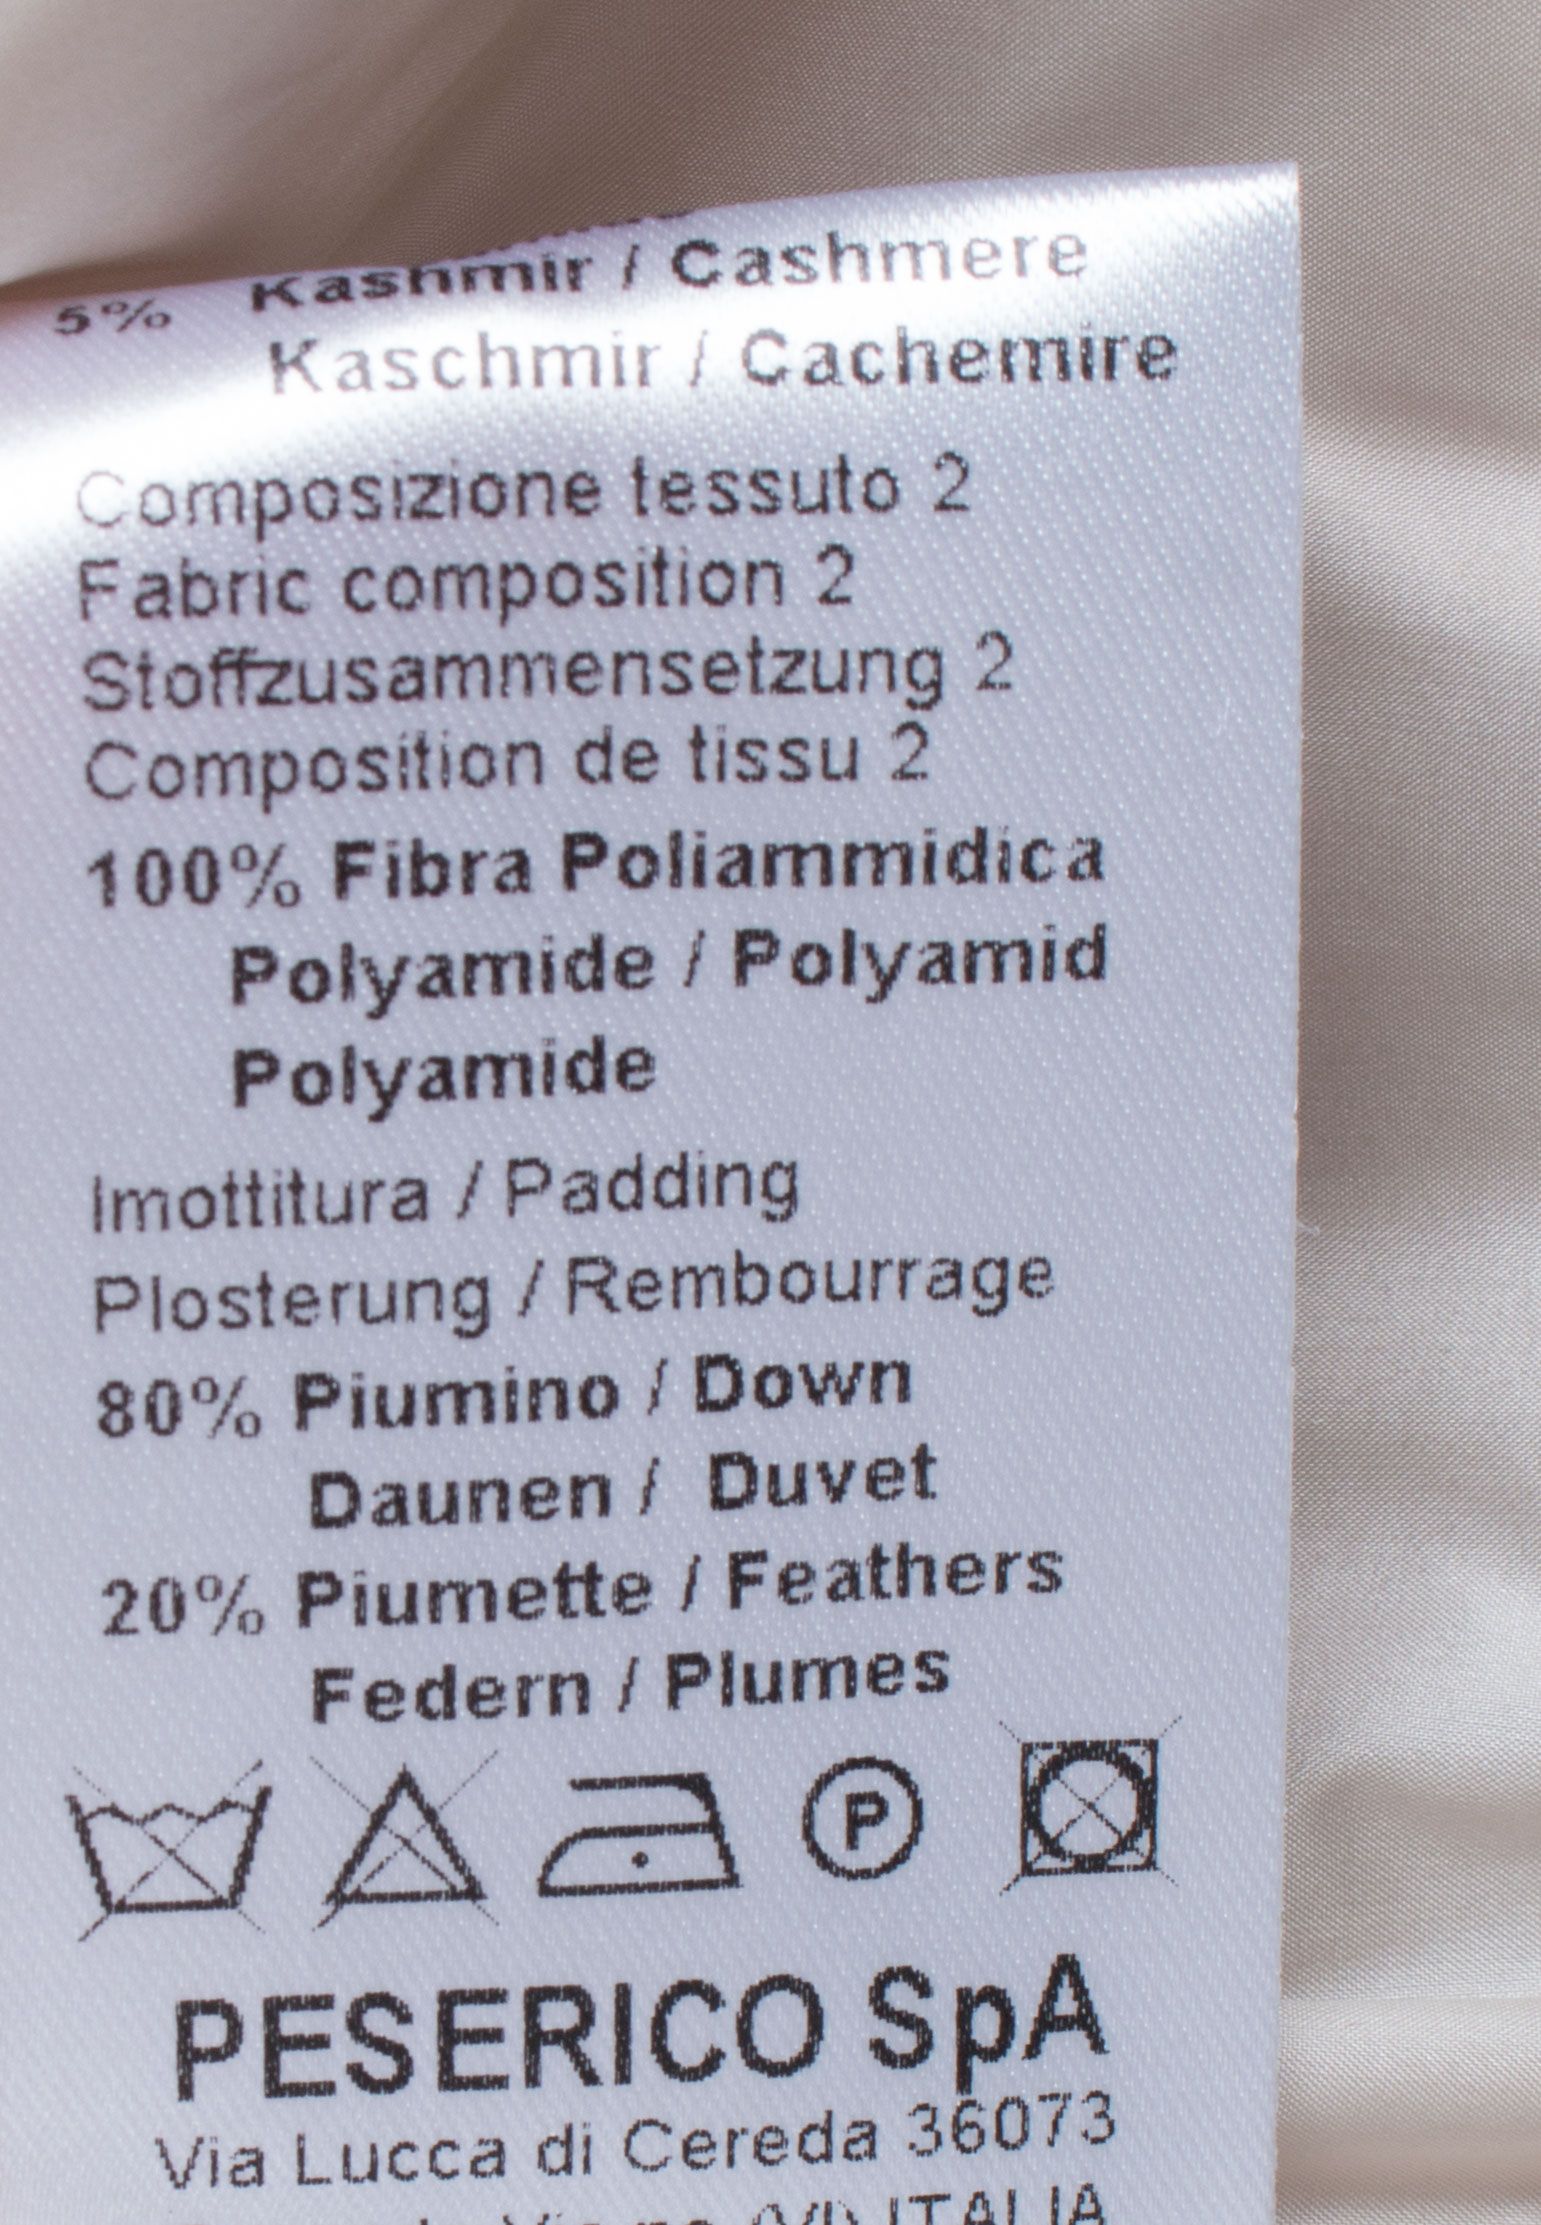 5% Kashmir / Cashmere
Kaschmir / Cachemire
Composizione tessuto 2
Fabric composition 2
Stoffzusammensetzung 2
Composition de tissu 2
100% Fibra Poliammidica
Polyamide / Polyamid
Polyamide
Imottitura / Padding
Plosterung / Rembourrage
80% Piumino / Down
Daunen / Duvet
20% Piumette / Feathers
Federn / Plumes
P
PESERICO SpA
Via Lucca di Cereda 36073
(VI) ITALIA